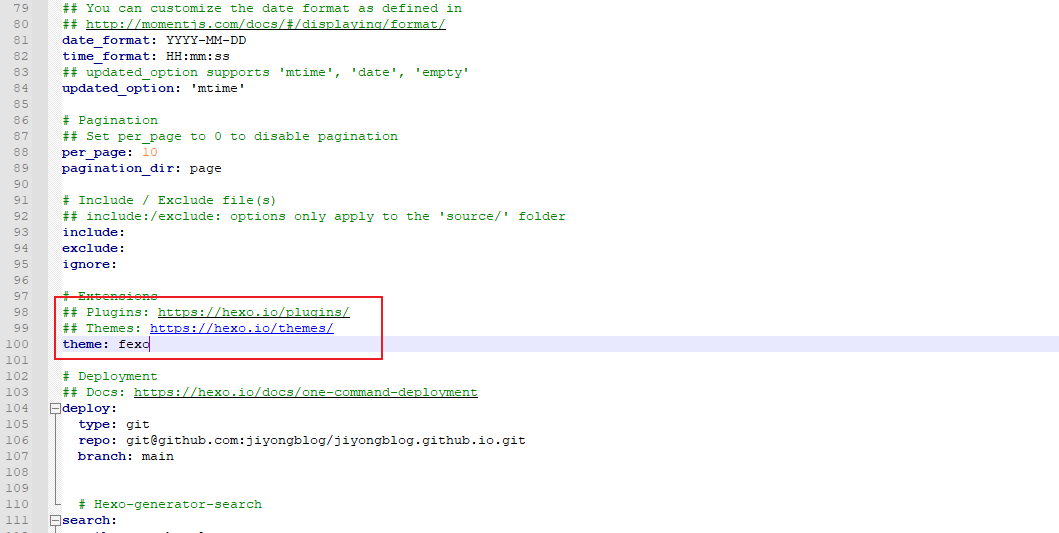 79 ## You can customize the date format as defined in
80 ## http://momentjs.com/docs/#/displaying/format/
81 date_format: YYYY-MM-DD
82 time_format: HH:mm:ss
83 ## updated_option supports 'mtime', 'date', 'empty'
84 updated_option: 'mtime'
85
86 # Pagination
87 ## Set per_page to 0 to disable pagination
88 per_page: 10
89 pagination_dir: page
90
91 # Include / Exclude file(s)
92 ## include:/exclude: options only apply to the 'source/' folder
93 include:
94 exclude:
95 ignore:
96
97 # Extensions
98 ## Plugins: https://hexo.io/plugins/
99 ## Themes: https://hexo.io/themes/
100 theme: fexo
101
102 # Deployment
103 ## Docs: https://hexo.io/docs/one-command-deployment
104 deploy:
105 type: git
106 repo: git@github.com:jiyongblog/jiyongblog.github.io.git
107 branch: main
108
109
110 # Hexo-generator-search
111 search: